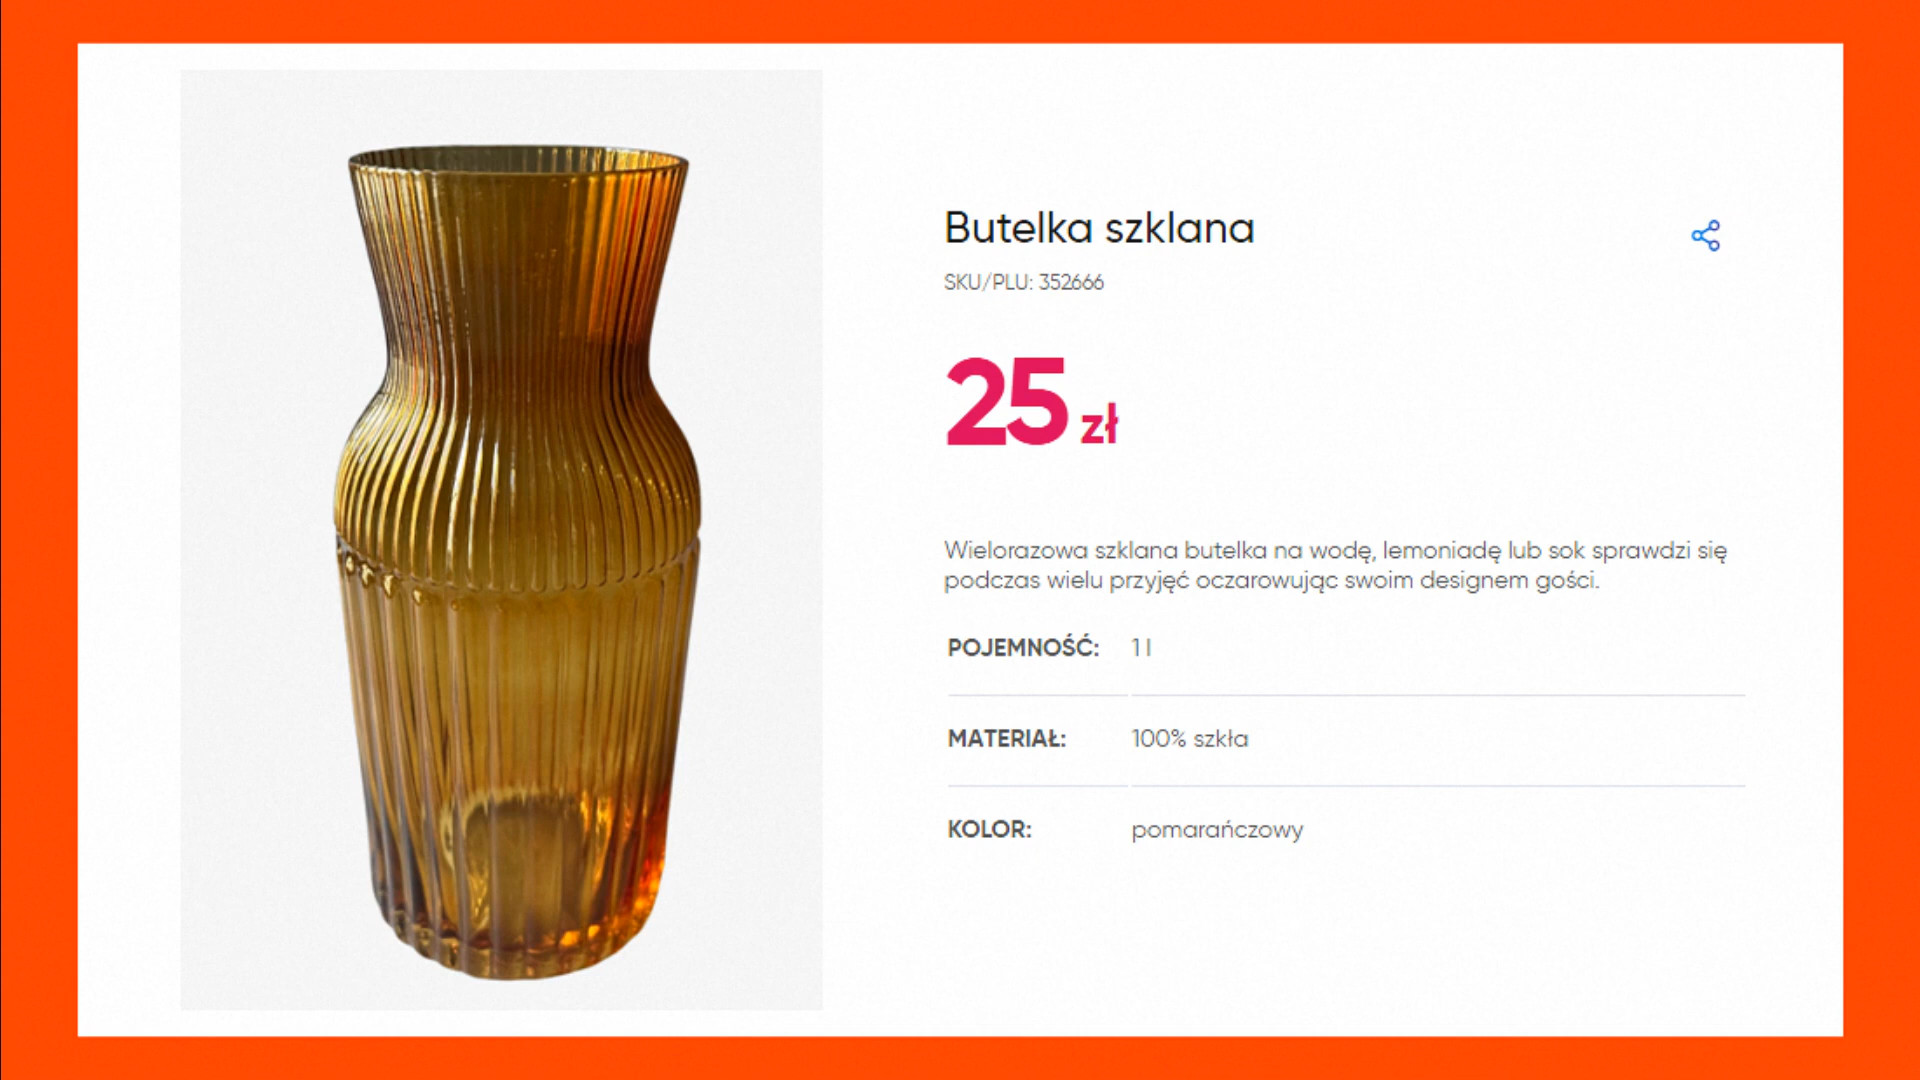 Butelka szklana
SKU/PLU: 352666
25 zł
Wielorazowa szklana butelka na wodę, lemoniadę lub sok sprawdzi się
podczas wielu przyjęć oczarowując swoim designem gości.
POJEMNOŚĆ: 1 l
MATERIAŁ: 100% szkła
KOLOR: pomarańczowy